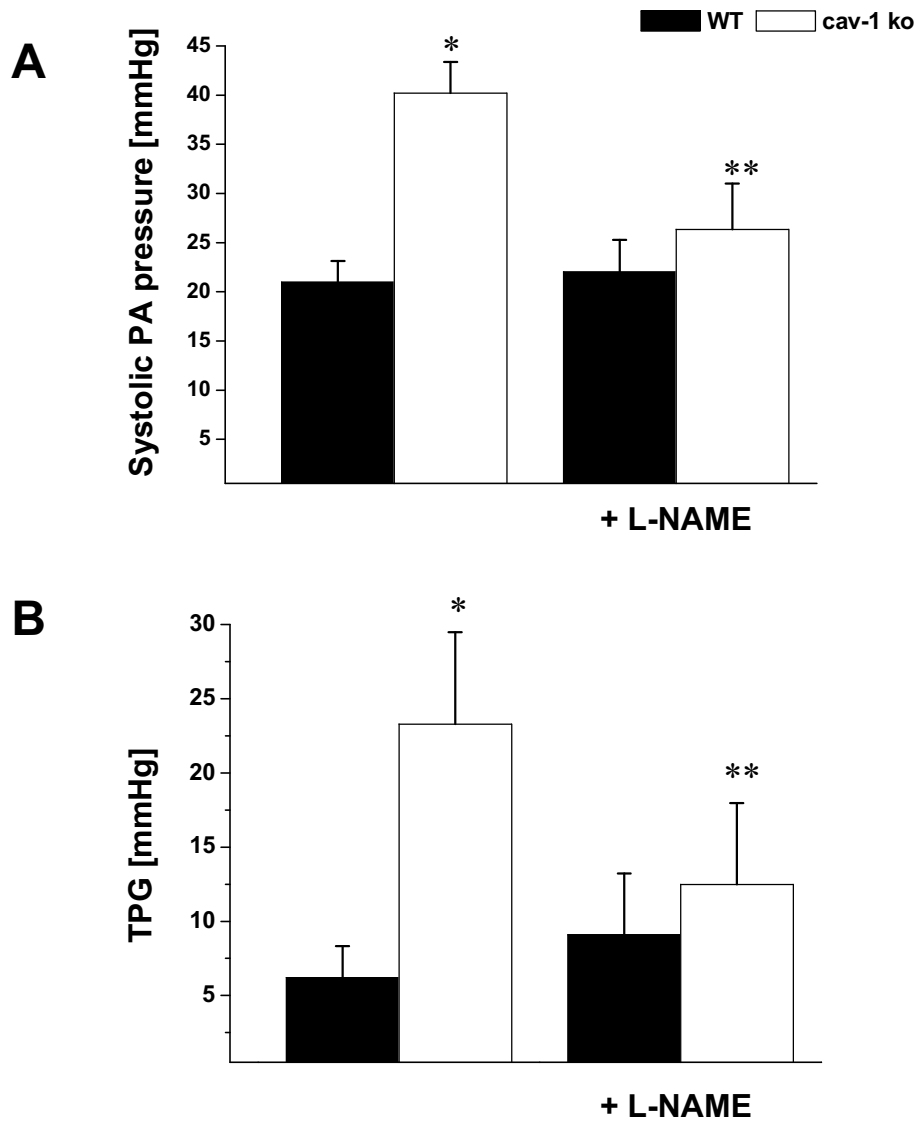 WT cav-1 ko
A
Systolic PA pressure [mmHg]
45
40
35
30
25
20
15
10
5
*
**
+ L-NAME
B
TPG [mmHg]
30
25
20
15
10
5
*
**
+ L-NAME